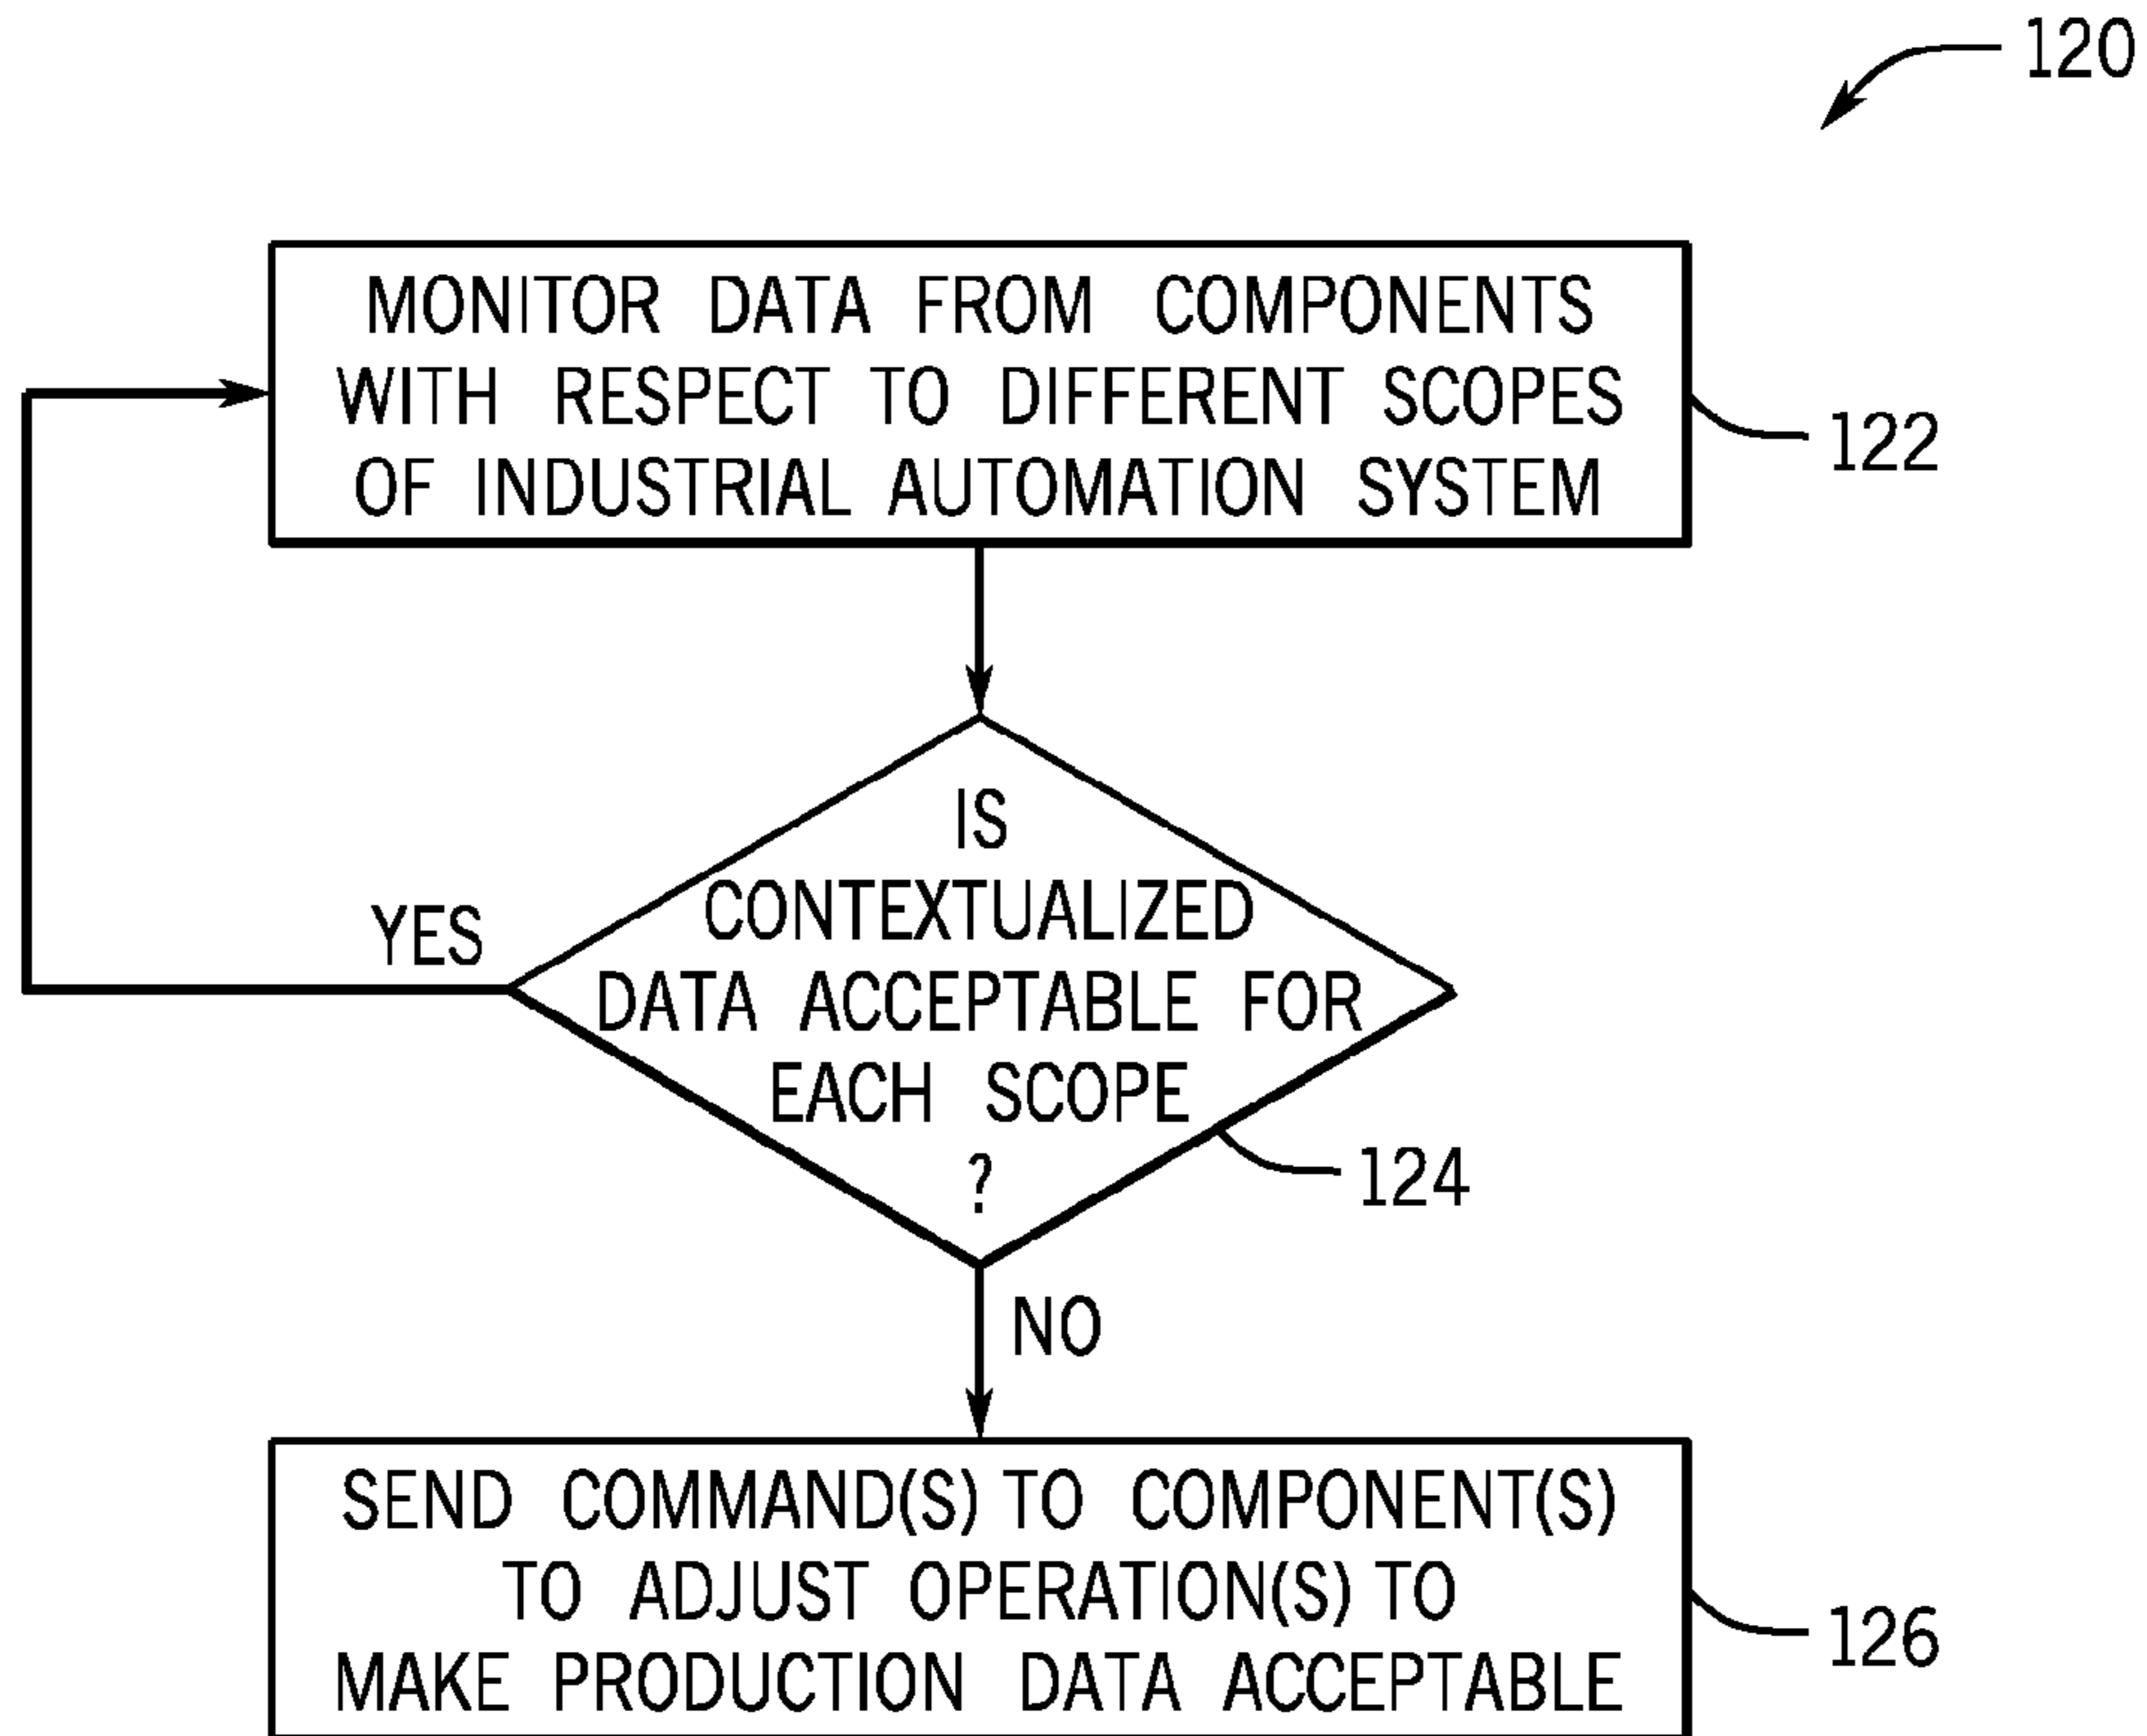 120
MONITOR DATA FROM COMPONENTS
WITH RESPECT TO DIFFERENT SCOPES
OF INDUSTRIAL AUTOMATION SYSTEM
122
IS
CONTEXTUALIZED
DATA ACCEPTABLE FOR
EACH SCOPE
?
YES
124
NO
SEND COMMAND(S) TO COMPONENT(S)
TO ADJUST OPERATION(S) TO
MAKE PRODUCTION DATA ACCEPTABLE
126